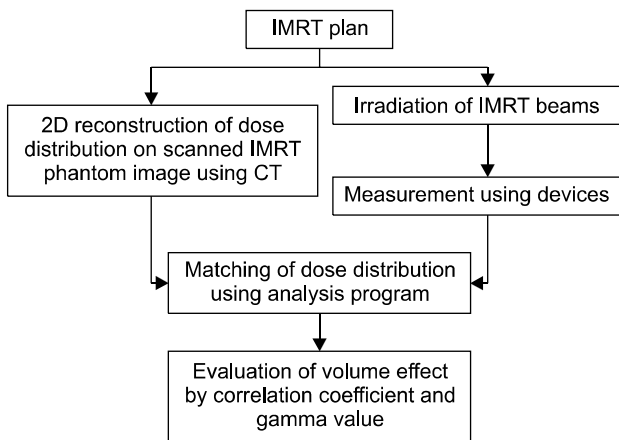 IMRT plan
2D reconstruction of dose
distribution on scanned IMRT
phantom image using CT
Irradiation of IMRT beams
Measurement using devices
Matching of dose distribution
using analysis program
Evaluation of volume effect
by correlation coefficient and
gamma value